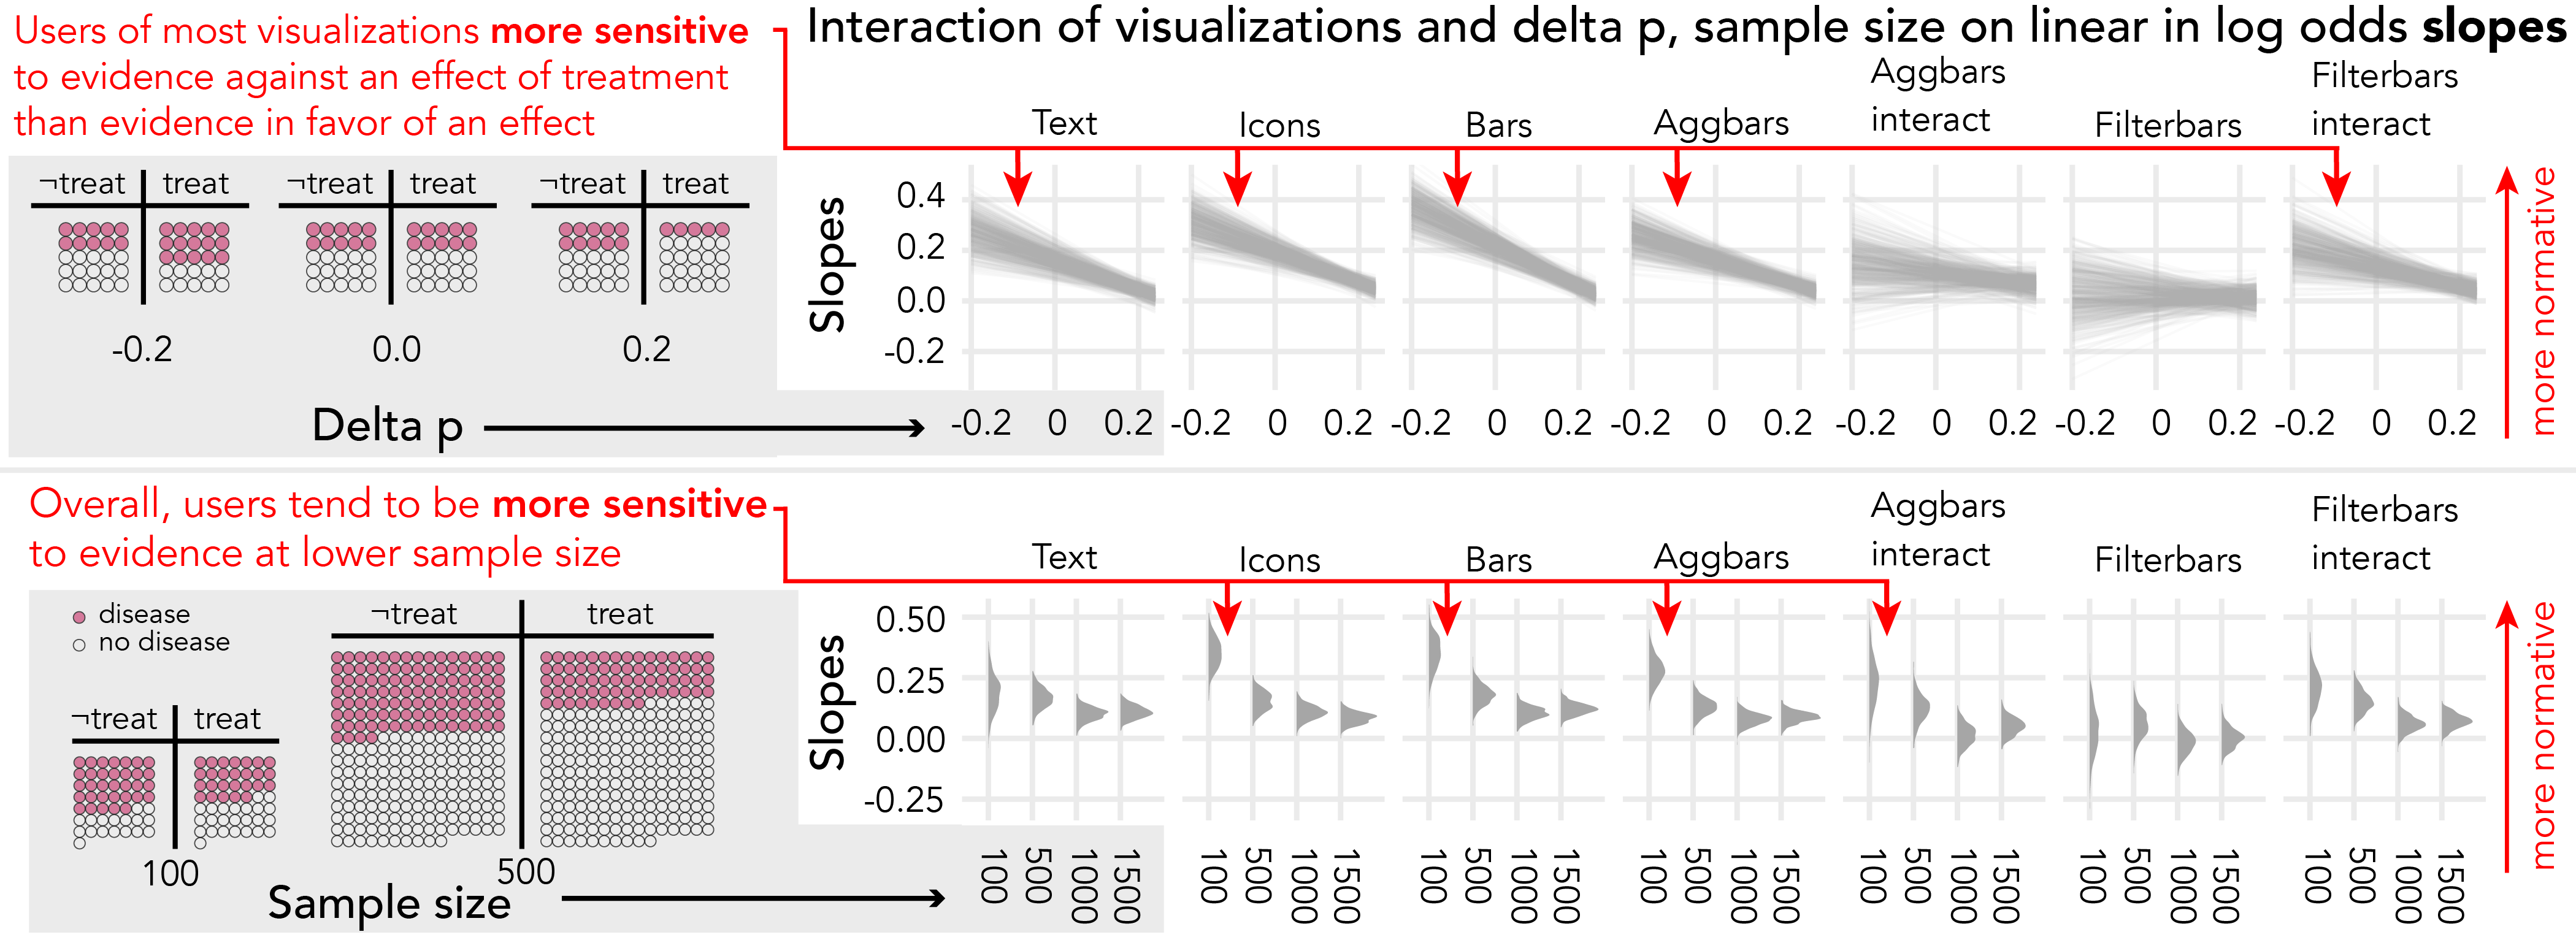 Users of most visualizations more sensitive
to evidence against an effect of treatment
than evidence in favor of an effect
Interaction of visualizations and delta p, sample size on linear in log odds slopes
Text
Icons
Bars
Aggbars
Aggbars
interact
Filterbars
Filterbars
interact
¬treat treat
¬treat treat
¬treat treat
-0.2
0.0
0.2
Delta p
Slopes
0.4
0.2
0.0
-0.2
-0.2 0 0.2
-0.2 0 0.2
-0.2 0 0.2
-0.2 0 0.2
-0.2 0 0.2
-0.2 0 0.2
-0.2 0 0.2
more normative
Overall, users tend to be more sensitive
to evidence at lower sample size
Text
Icons
Bars
Aggbars
Aggbars
interact
Filterbars
Filterbars
interact
disease
no disease
¬treat treat
¬treat treat
100
500
Sample size
Slopes
0.50
0.25
0.00
-0.25
100 500 1000 1500
100 500 1000 1500
100 500 1000 1500
100 500 1000 1500
100 500 1000 1500
100 500 1000 1500
100 500 1000 1500
more normative